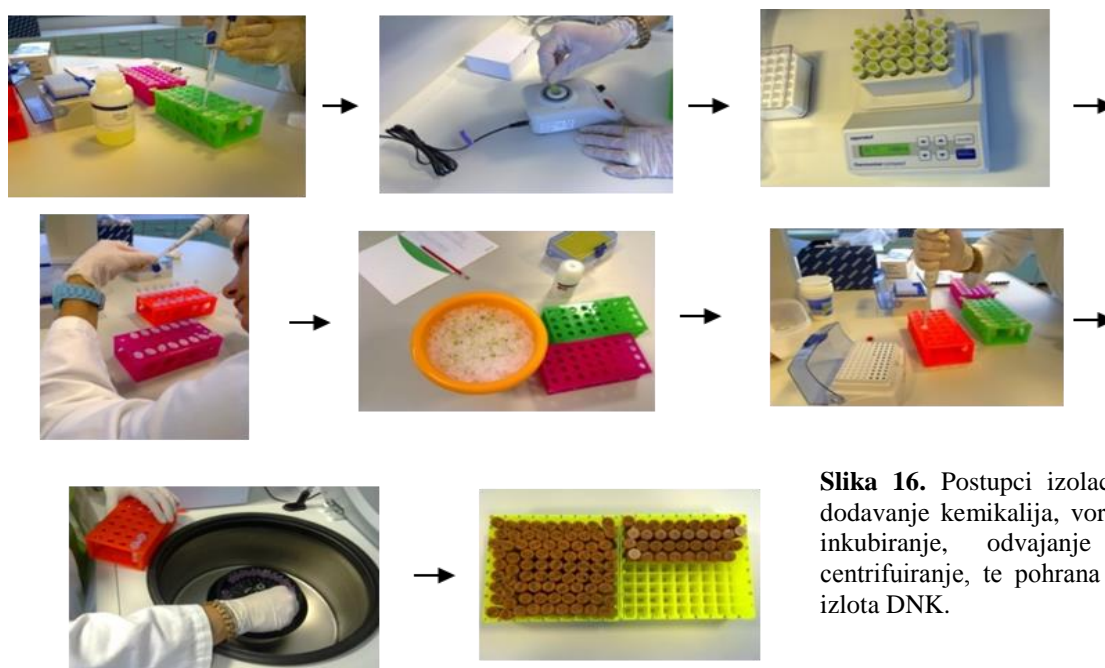 Slika 16. Postupci izolac
dodavanje kemikalija, vor
inkubiranje, odvajanje
centrifuiranje, te pohrana
izlota DNK.